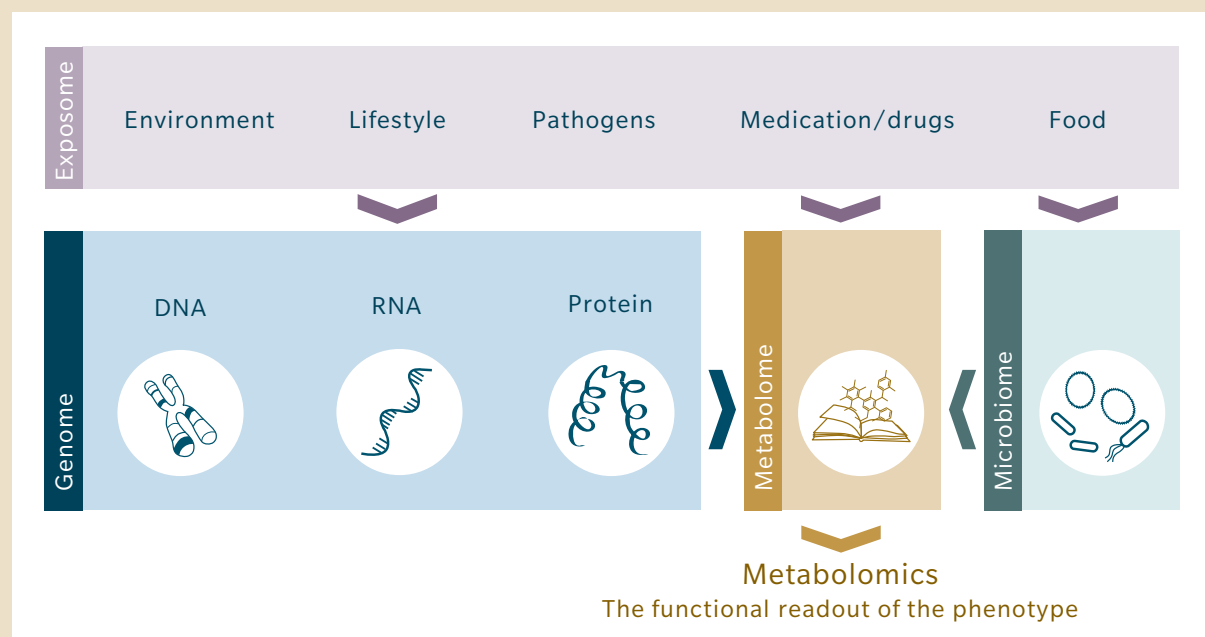 Exposome
Environment
Lifestyle
Pathogens
Medication/drugs
Food
Genome
DNA
RNA
Protein
Metabolome
Microbiome
Metabolomics
The functional readout of the phenotype